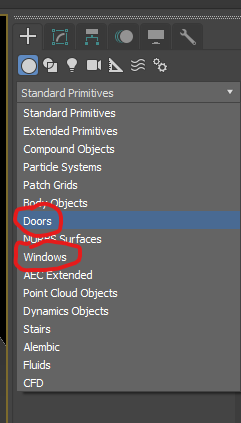 Standard Primitives
Standard Primitives
Extended Primitives
Compound Objects
Particle Systems
Patch Grids
Body Objects
Doors
NURBS Surfaces
Windows
AEC Extended
Point Cloud Objects
Dynamics Objects
Stairs
Alembic
Fluids
CFD